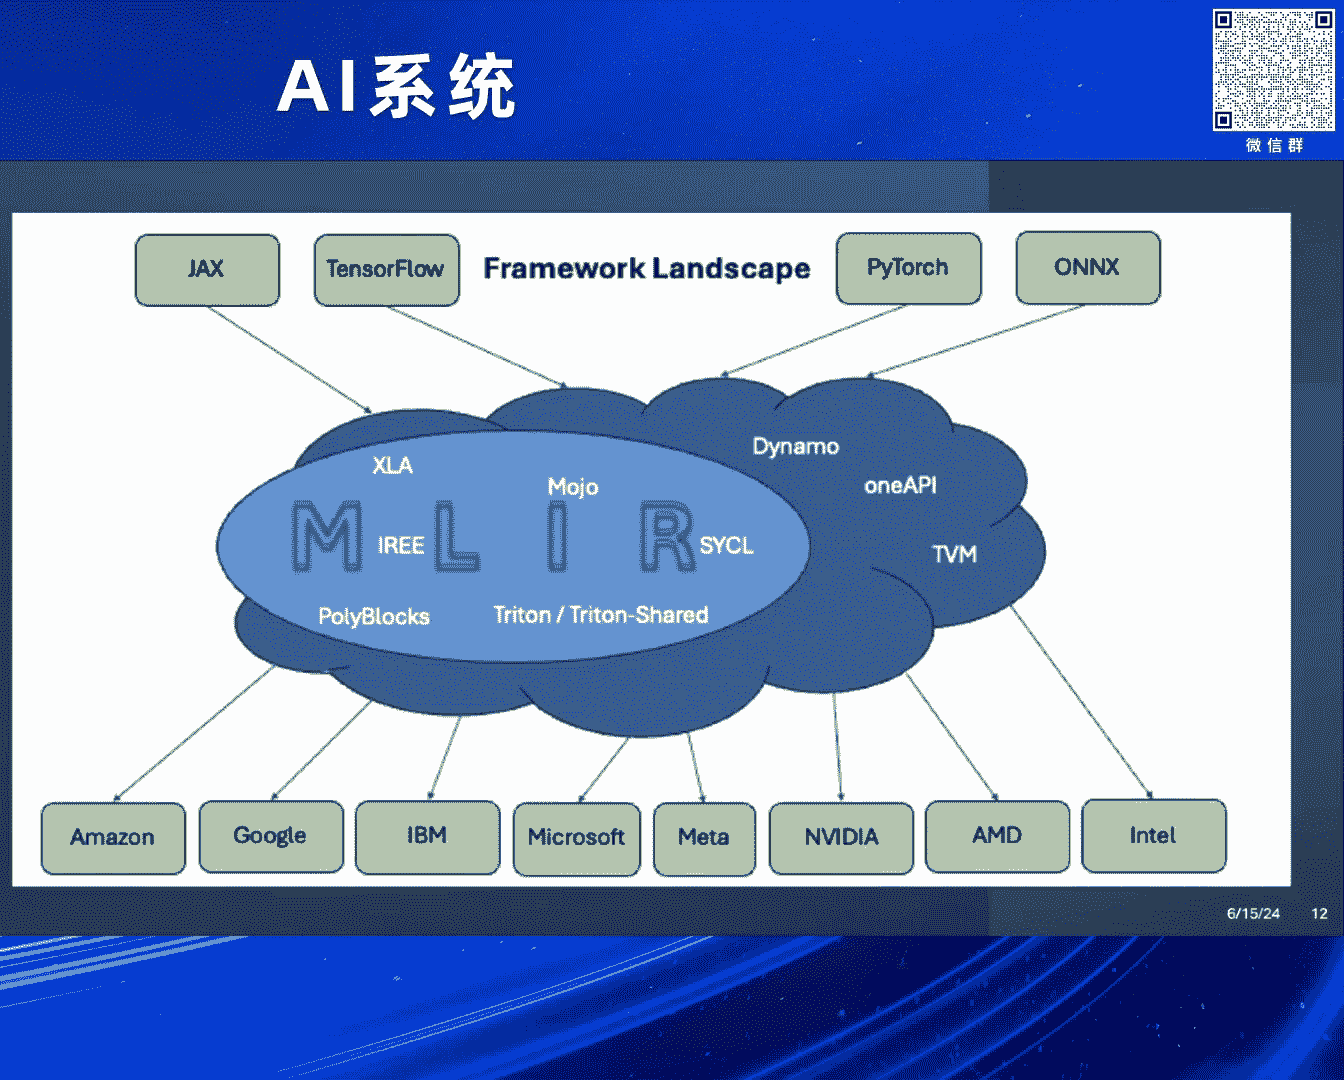 AI系统
微信群
JAX
TensorFlow
Framework Landscape
PyTorch
ONNX
Dynamo
XLA
oneAPI
Mojo
MLIR
IREE
SYCL
TVM
PolyBlocks
Triton / Triton-Shared
Amazon
Google
IBM
Microsoft
Meta
NVIDIA
AMD
Intel
6/15/24
12